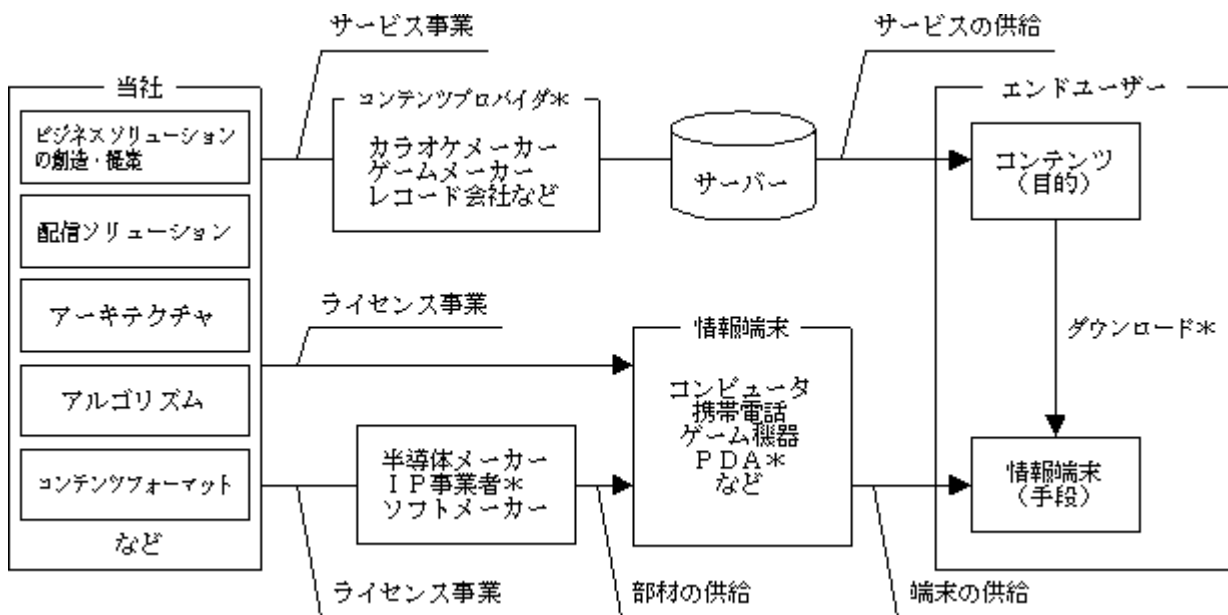 サービス事業
サービスの供給
当社
ビジネスソリューション
の創造・提案
配信ソリューション
アーキテクチャ
アルゴリズム
コンテンツフォーマット
など
コンテンツプロバイダ＊
カラオケメーカー
ゲームメーカー
レコード会社など
サーバー
エンドユーザー
コンテンツ
（目的）
ダウンロード＊
情報端末
（手段）
ライセンス事業
情報端末
コンピュータ
携帯電話
ゲーム機器
ＰＤＡ＊
など
半導体メーカー
ＩＰ事業者＊
ソフトメーカー
ライセンス事業
部材の供給
端末の供給